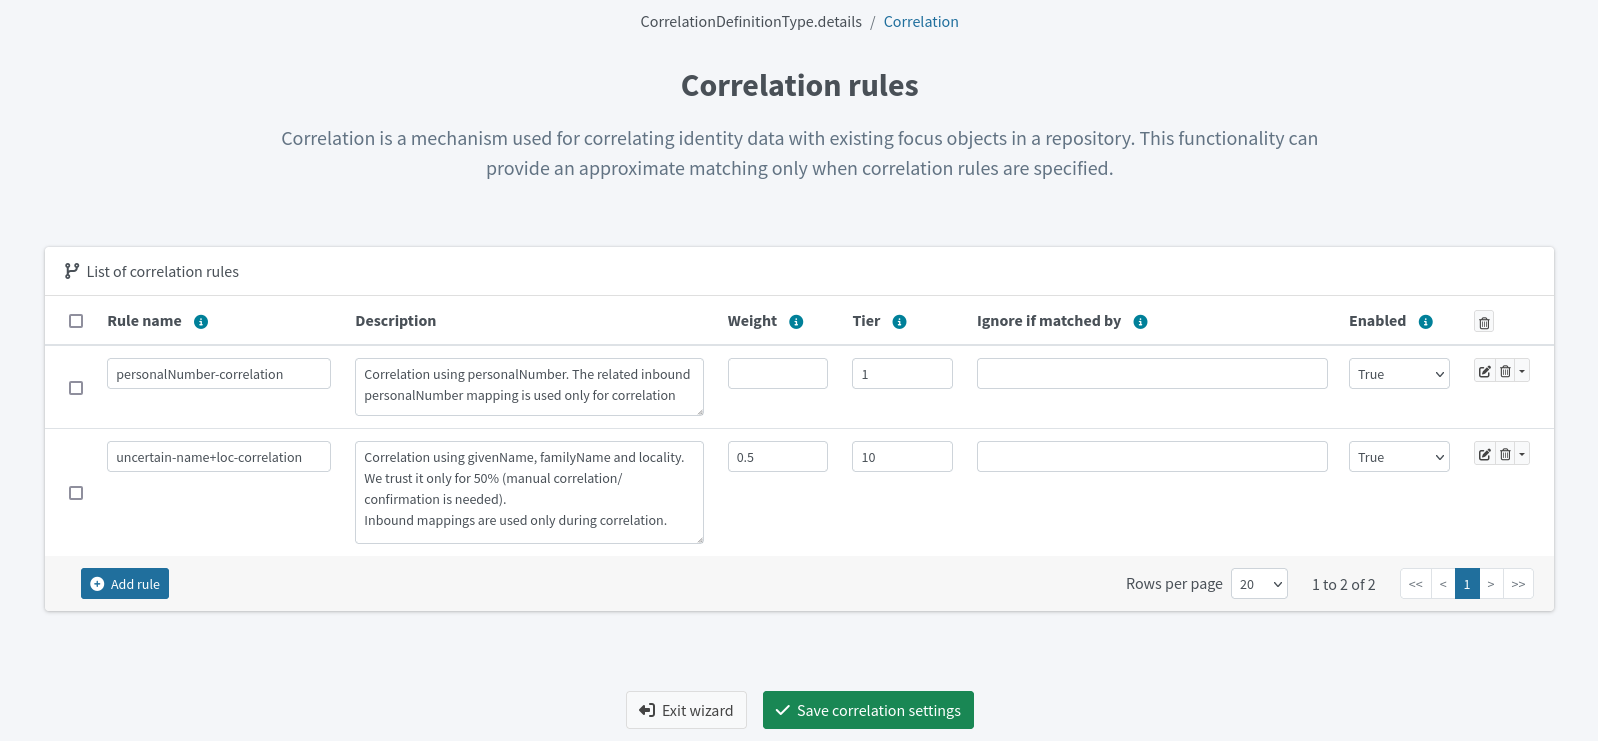 CorrelationDefinitionType.details / Correlation
Correlation rules
Correlation is a mechanism used for correlating identity data with existing focus objects in a repository. This functionality can
provide an approximate matching only when correlation rules are specified.
List of correlation rules
Rule name Description Weight Tier Ignore if matched by Enabled
personalNumber-correlation
Correlation using personalNumber. The related inbound
personalNumber mapping is used only for correlation
1
True
uncertain-name+loc-correlation
Correlation using givenName, familyName and locality.
We trust it only for 50% (manual correlation/
confirmation is needed).
Inbound mappings are used only during correlation.
0.5
10
True
Add rule
Rows per page 20 1 to 2 of 2 << < 1 > >>
Exit wizard
Save correlation settings